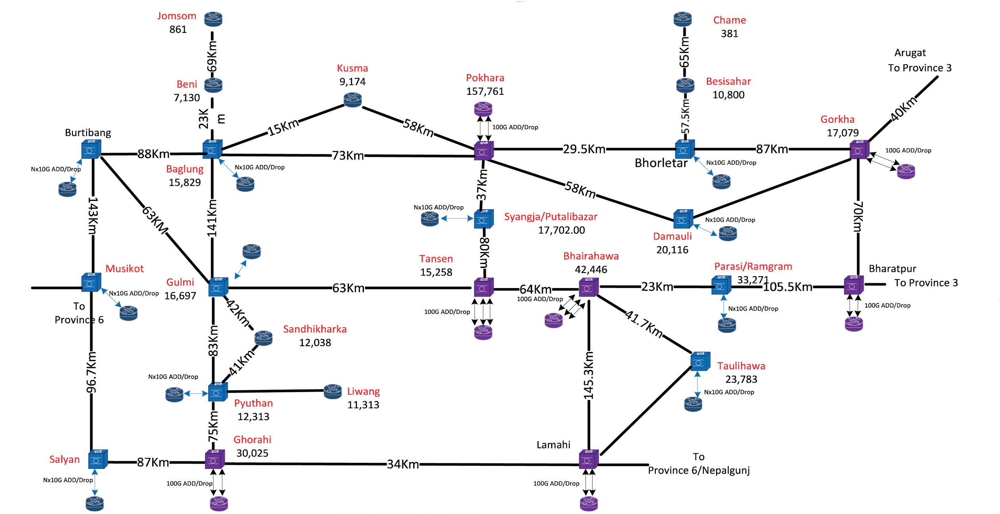 Jomsom
861
Chame
381
69Km
65Km
Arugat
To Province 3
Kusma
9,174
Pokhara
157,761
Beni
7,130
Besisahar
10,800
23K
m
15Km
58Km
100G ADD/Drop
57.5Km
40Km
Gorkha
17,079
Burtibang
88Km
73Km
29.5Km
87Km
100G ADD/Drop
Nx10G ADD/Drop
Baglung
15,829
Nx10G ADD/Drop
Bhorletar
Nx10G ADD/Drop
143Km
63KM
141Km
37Km
58Km
70Km
Nx10G ADD/Drop
Syangja/Putalibazar
17,702.00
Nx10G ADD/Drop
Damauli
20,116
80Km
Musikot
Gulmi
16,697
Tansen
15,258
Bhairahawa
42,446
Parasi/Ramgram
33,271
Bharatpur
To Province 3
63Km
64Km
23Km
105.5Km
Nx10G ADD/Drop
To
Province 6
42Km
100G ADD/Drop
100G ADD/Drop
Nx10G ADD/Drop
100G ADD/Drop
41.7Km
Sandhikharka
12,038
83Km
41Km
96.7Km
145.3Km
Taulihawa
23,783
Nx10G ADD/Drop
Nx10G ADD/Drop
Liwang
11,313
Pyuthan
12,313
75Km
Ghorahi
30,025
Lamahi
Salyan
87Km
34Km
To
Province 6/Nepalgunj
Nx10G ADD/Drop
100G ADD/Drop
100G ADD/Drop